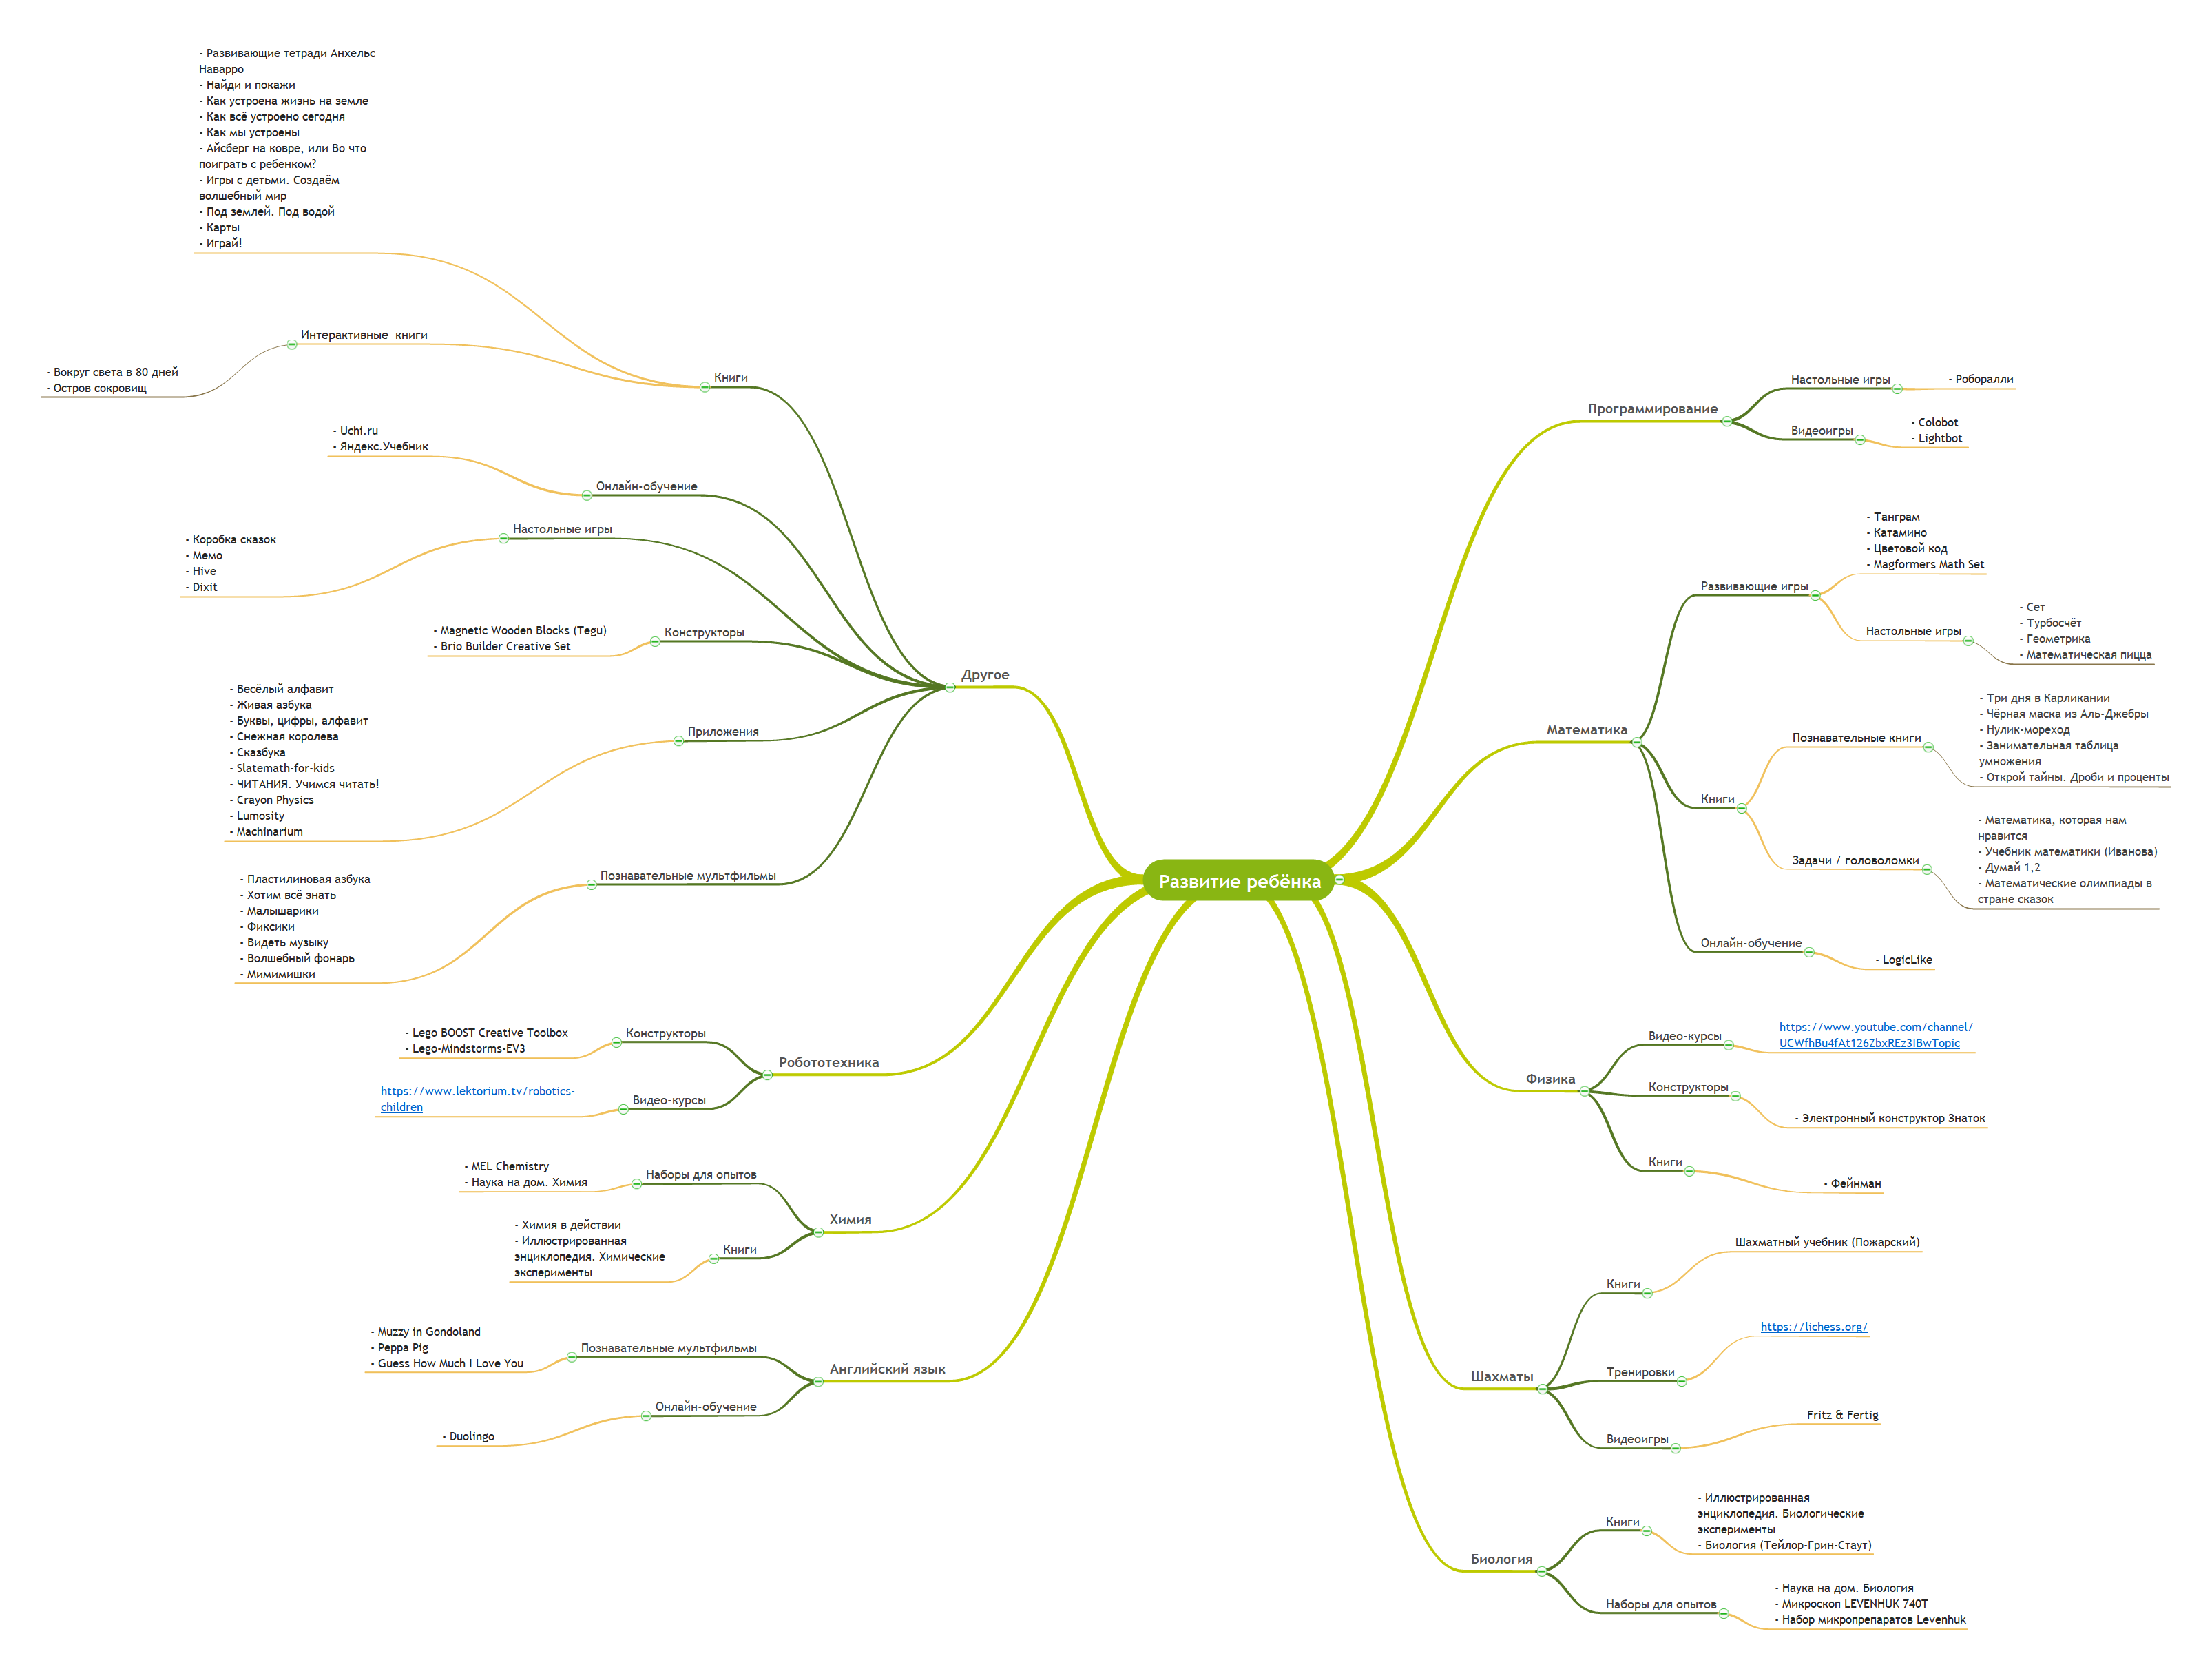 Развитие ребёнка
Программирование
Настольные игры
- Роборалли
Видеоигры
- Colobot
- Lightbot
Математика
Развивающие игры
- Танграм
- Катамино
- Цветовой код
- Magformers Math Set
Настольные игры
- Сет
- Турбосчёт
- Геометрика
- Математическая пицца
Книги
Познавательные книги
- Три дня в Карликании
- Чёрная маска из Аль-Джебры
- Нулик-мореход
- Занимательная таблица
умножения
- Открой тайны. Дроби и проценты
Задачи / головоломки
- Математика, которая нам
нравится
- Учебник математики (Иванова)
- Думай 1,2
- Математические олимпиады в
стране сказок
Онлайн-обучение
- LogicLike
Физика
Видео-курсы
https://www.youtube.com/channel/
UCWfhBu4fAt126ZbxREz3IBwTopic
Конструкторы
- Электронный конструктор Знаток
Книги
- Фейнман
Шахматы
Книги
Шахматный учебник (Пожарский)
Тренировки
https://lichess.org/
Видеоигры
Fritz & Fertig
Биология
Книги
- Иллюстрированная
энциклопедия. Биологические
эксперименты
- Биология (Тейлор-Грин-Стаут)
Наборы для опытов
- Наука на дом. Биология
- Микроскоп LEVENHUK 740T
- Набор микропрепаратов Levenhuk
Другое
Книги
- Развивающие тетради Анхельс
Наварро
- Найди и покажи
- Как устроена жизнь на земле
- Как всё устроено сегодня
- Как мы устроены
- Айсберг на ковре, или Во что
поиграть с ребенком?
- Игры с детьми. Создаём
волшебный мир
- Под землей. Под водой
- Карты
- Играй!
Интерактивные  книги
- Вокруг света в 80 дней
- Остров сокровищ
Онлайн-обучение
- Uchi.ru
- Яндекс.Учебник
Настольные игры
- Коробка сказок
- Мемо
- Hive
- Dixit
Конструкторы
- Magnetic Wooden Blocks (Tegu)
- Brio Builder Creative Set
Приложения
- Весёлый алфавит
- Живая азбука
- Буквы, цифры, алфавит
- Снежная королева
- Сказбука
- Slatemath-for-kids
- ЧИТАНИЯ. Учимся читать!
- Crayon Physics
- Lumosity
- Machinarium
Познавательные мультфильмы
- Пластилиновая азбука
- Хотим всё знать
- Малышарики
- Фиксики
- Видеть музыку
- Волшебный фонарь
- Мимимишки
Робототехника
Конструкторы
- Lego BOOST Creative Toolbox
- Lego-Mindstorms-EV3
Видео-курсы
https://www.lektorium.tv/robotics-
children
Химия
Наборы для опытов
- MEL Chemistry
- Наука на дом. Химия
Книги
- Химия в действии
- Иллюстрированная
энциклопедия. Химические
эксперименты
Английский язык
Познавательные мультфильмы
- Muzzy in Gondoland
- Peppa Pig
- Guess How Much I Love You
Онлайн-обучение
- Duolingo